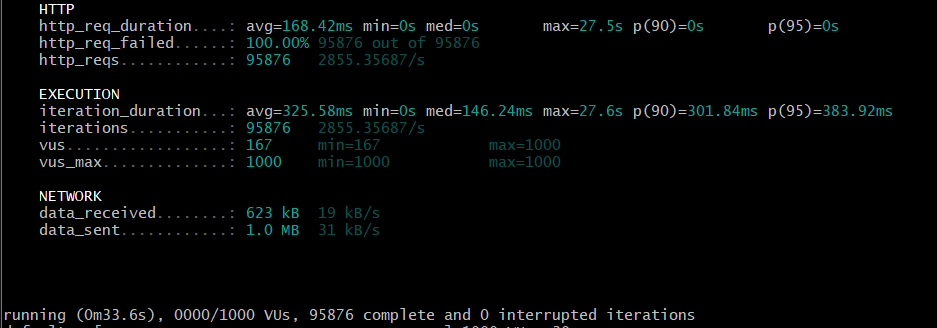 HTTP
http_req_duration....: avg=168.42ms min=0s med=0s max=27.5s p(90)=0s p(95)=0s
http_req_failed......: 100.00% 95876 out of 95876
http_reqs............: 95876 2855.35687/s
EXECUTION
iteration_duration...: avg=325.58ms min=0s med=146.24ms max=27.6s p(90)=301.84ms p(95)=383.92ms
iterations...........: 95876 2855.35687/s
vus..................: 167 min=167 max=1000
vus_max..............: 1000 min=1000 max=1000
NETWORK
data_received........: 623 kB 19 kB/s
data_sent............: 1.0 MB 31 kB/s
running (0m33.6s), 0000/1000 VUs, 95876 complete and 0 interrupted iterations